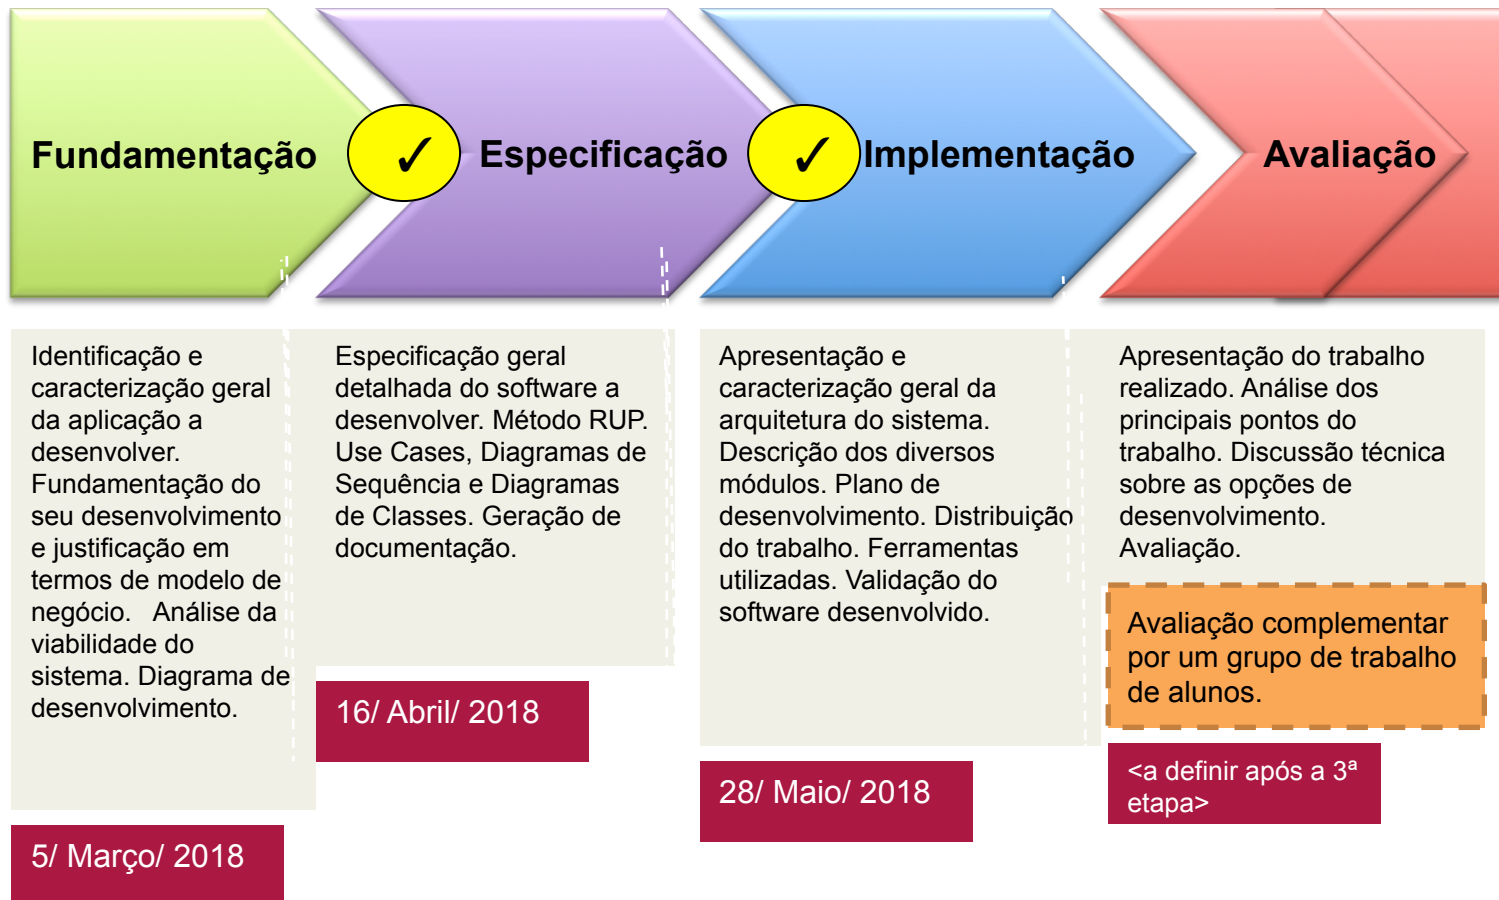 Fundamentação
✓
Especificação
✓
Implementação
Avaliação
Identificação e
caracterização geral
da aplicação a
desenvolver.
Fundamentação do
seu desenvolvimento
e justificação em
termos de modelo de
negócio.   Análise da
viabilidade do
sistema. Diagrama de
desenvolvimento.
5/ Março/ 2018
Especificação geral
detalhada do software a
desenvolver. Método RUP.
Use Cases, Diagramas de
Sequência e Diagramas
de Classes. Geração de
documentação.
16/ Abril/ 2018
Apresentação e
caracterização geral da
arquitetura do sistema.
Descrição dos diversos
módulos. Plano de
desenvolvimento. Distribuição
do trabalho. Ferramentas
utilizadas. Validação do
software desenvolvido.
28/ Maio/ 2018
Apresentação do trabalho
realizado. Análise dos
principais pontos do
trabalho. Discussão técnica
sobre as opções de
desenvolvimento.
Avaliação.
Avaliação complementar
por um grupo de trabalho
de alunos.
<a definir após a 3ª
etapa>